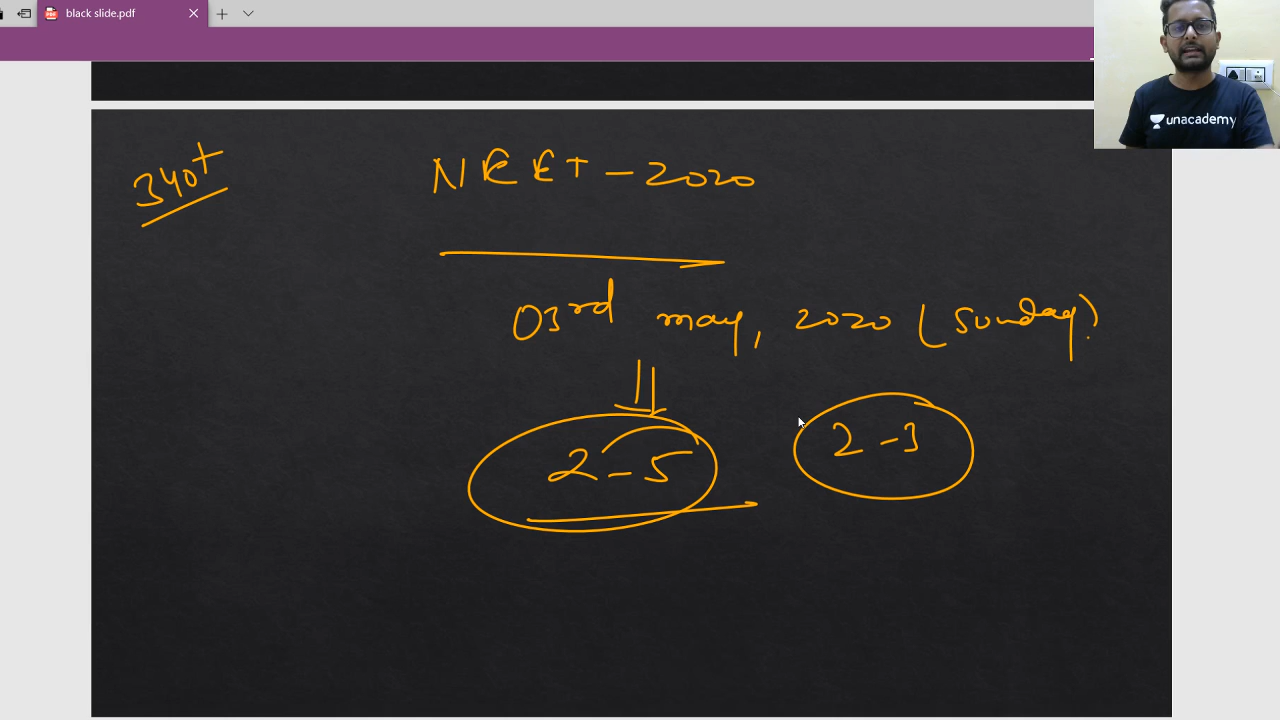 black slide.pdf
unacademy
340+
NEET-2020
03rd may, 2020 (Sunday)
2-5
2-3